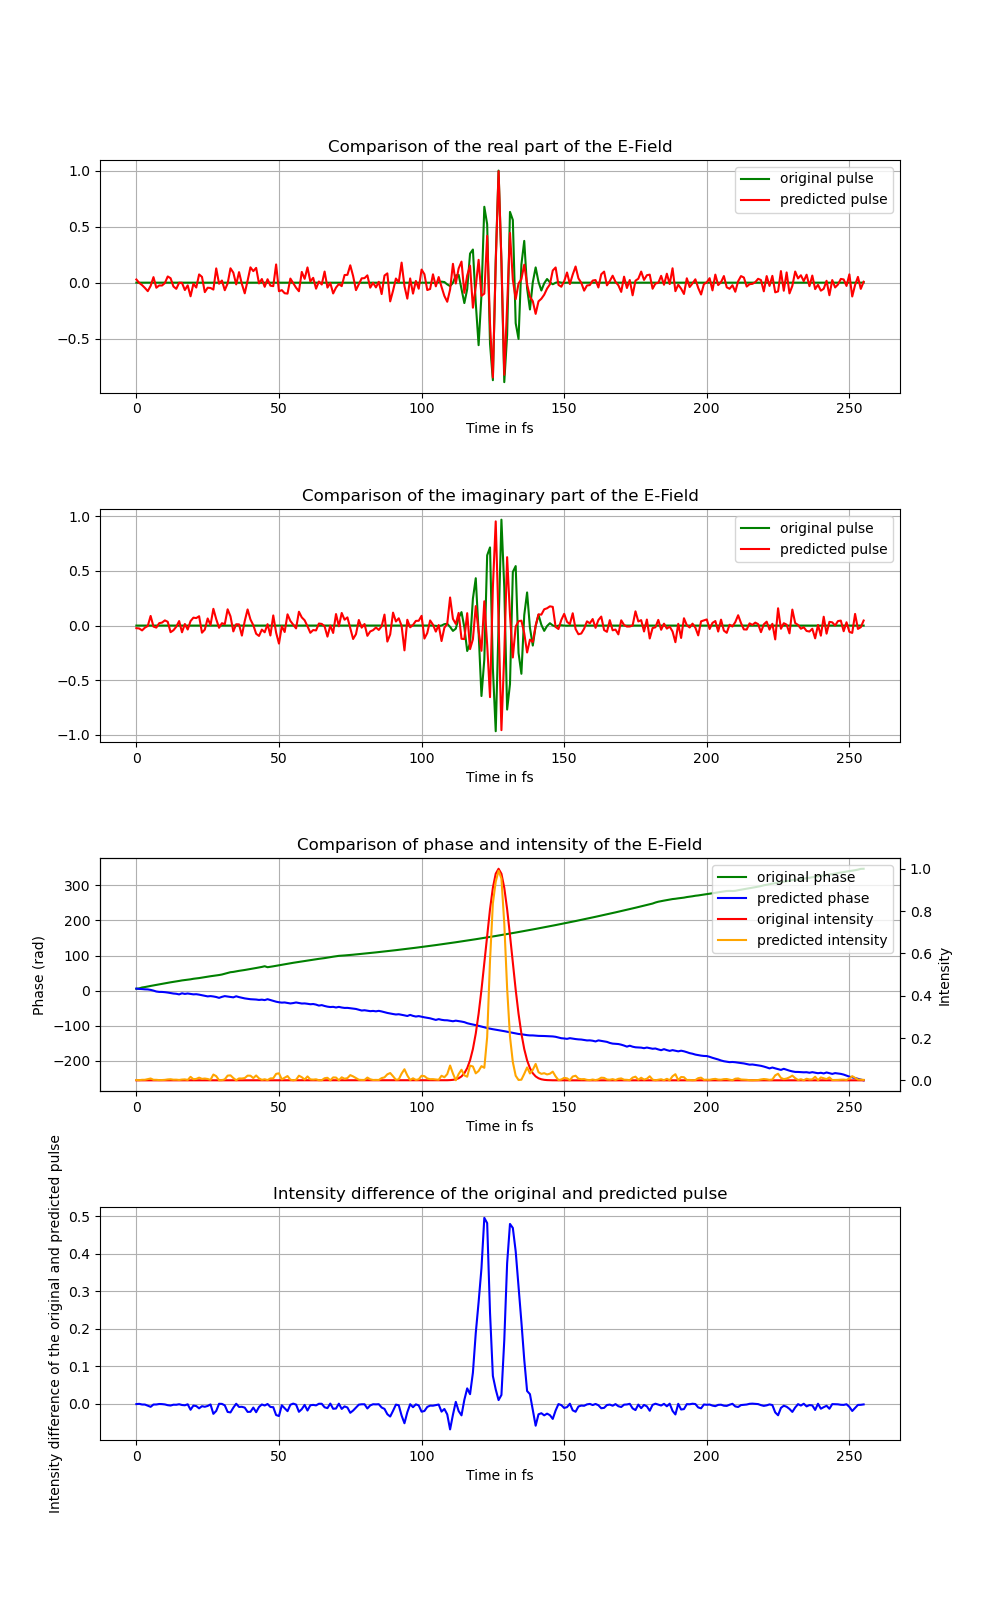 Comparison of the real part of the E-Field
1.0
0.5
0.0
−0.5
original pulse
predicted pulse
0 50 100 150 200 250
Time in fs
Comparison of the imaginary part of the E-Field
1.0
0.5
0.0
−0.5
−1.0
original pulse
predicted pulse
0 50 100 150 200 250
Time in fs
Comparison of phase and intensity of the E-Field
Phase (rad)
300
200
100
0
−100
−200
original phase
predicted phase
original intensity
predicted intensity
1.0
0.8
0.6
0.4
0.2
0.0
Intensity
0 50 100 150 200 250
Time in fs
Intensity difference of the original and predicted pulse
Intensity difference of the original and predicted pulse
0.5
0.4
0.3
0.2
0.1
0.0
0 50 100 150 200 250
Time in fs